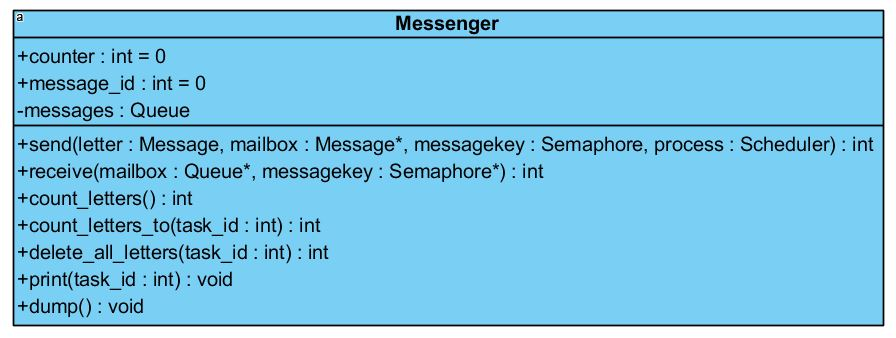 a
Messenger
+counter : int = 0
+message_id : int = 0
-messages : Queue
+send(letter : Message, mailbox : Message*, messagekey : Semaphore, process : Scheduler) : int
+receive(mailbox : Queue*, messagekey : Semaphore*) : int
+count_letters() : int
+count_letters_to(task_id : int) : int
+delete_all_letters(task_id : int) : int
+print(task_id : int) : void
+dump() : void